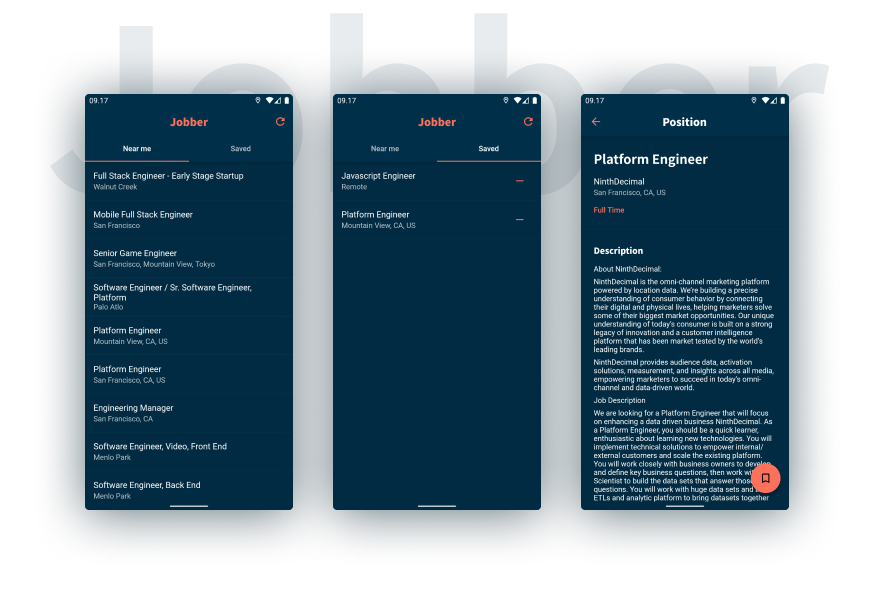 Jobber
09.17
Jobber
Near me
Saved
Full Stack Engineer - Early Stage Startup
Walnut Creek
Mobile Full Stack Engineer
San Francisco
Senior Game Engineer
San Francisco, Mountain View, Tokyo
Software Engineer / Sr. Software Engineer,
Platform
Palo Atlo
Platform Engineer
Mountain View, CA, US
Platform Engineer
San Francisco, CA, US
Engineering Manager
San Francisco, CA
Software Engineer, Video, Front End
Menlo Park
Software Engineer, Back End
Menlo Park
09.17
Jobber
Near me
Saved
Javascript Engineer
Remote
Platform Engineer
Mountain View, CA, US
09.17
Position
Platform Engineer
NinthDecimal
San Francisco, CA, US
Full Time
Description
About NinthDecimal:
NinthDecimal is the omni-channel marketing platform
powered by location data. We're building a precise
understanding of consumer behavior by connecting
their digital and physical lives, helping marketers solve
some of their biggest market opportunities. Our unique
understanding of today's consumer is built on a strong
legacy of innovation and a customer intelligence
platform that has been market tested by the world's
leading brands.
NinthDecimal provides audience data, activation
solutions, measurement, and insights across all media,
empowering marketers to succeed in today's omni-
channel and data-driven world.
Job Description
We are looking for a Platform Engineer that will focus
on enhancing a data driven business NinthDecimal. As
a Platform Engineer, you should be a quick learner,
enthusiastic about learning new technologies. You will
implement technical solutions to empower internal/
external customers and scale the existing platform.
You will work closely with business owners to develop
and define key business questions, then work
Scientist to build the data sets that answer those
questions. You will work with huge data sets and
ETLs and analytic platform to bring datasets together